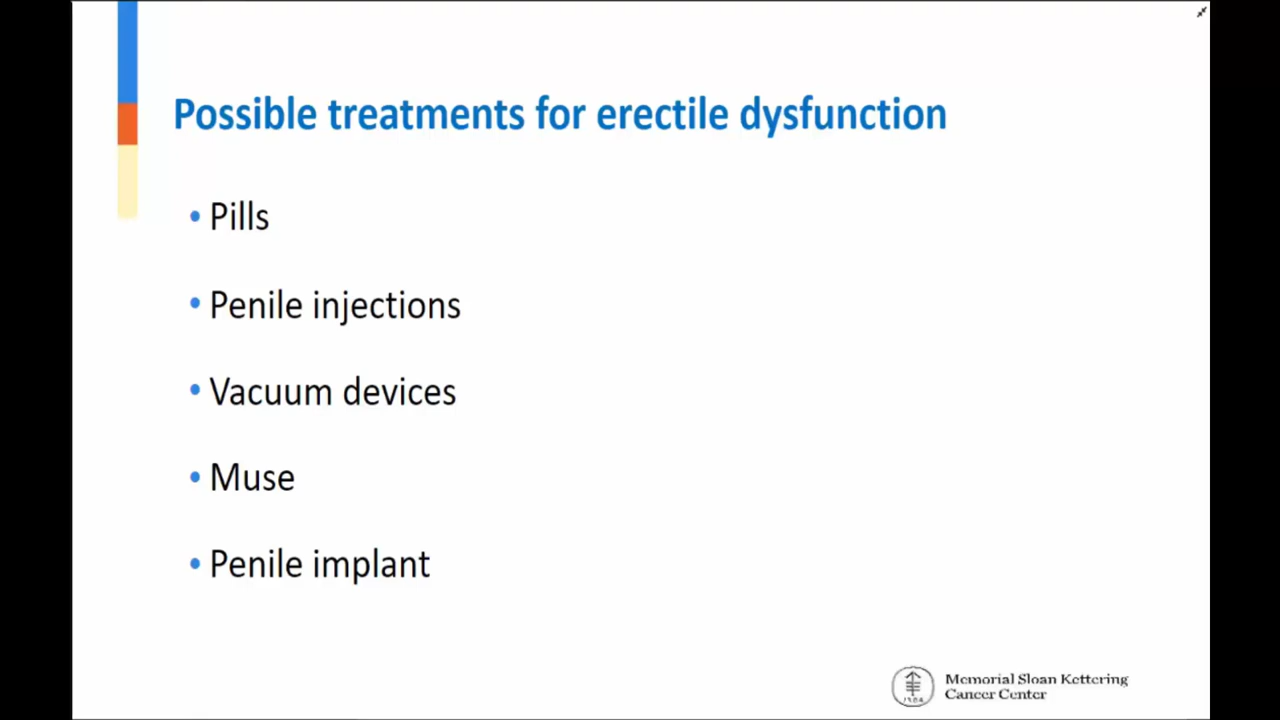 Possible treatments for erectile dysfunction
• Pills
• Penile injections
• Vacuum devices
• Muse
• Penile implant
Memorial Sloan Kettering
Cancer Center